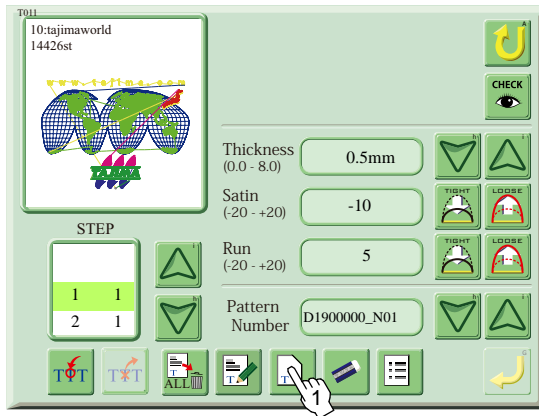 T011
10:tajimaworld
14426st
www.tajima.com
TAJIMA
A
CHECK
Thickness
(0.0 - 8.0)
0.5mm
h
i
Satin
(-20 - +20)
-10
TIGHT
LOOSE
Run
(-20 - +20)
5
TIGHT
LOOSE
STEP
1 1
2 1
i
h
Pattern
Number
D1900000_N01
h
i
T T
T T
ALL
T
T
1
G